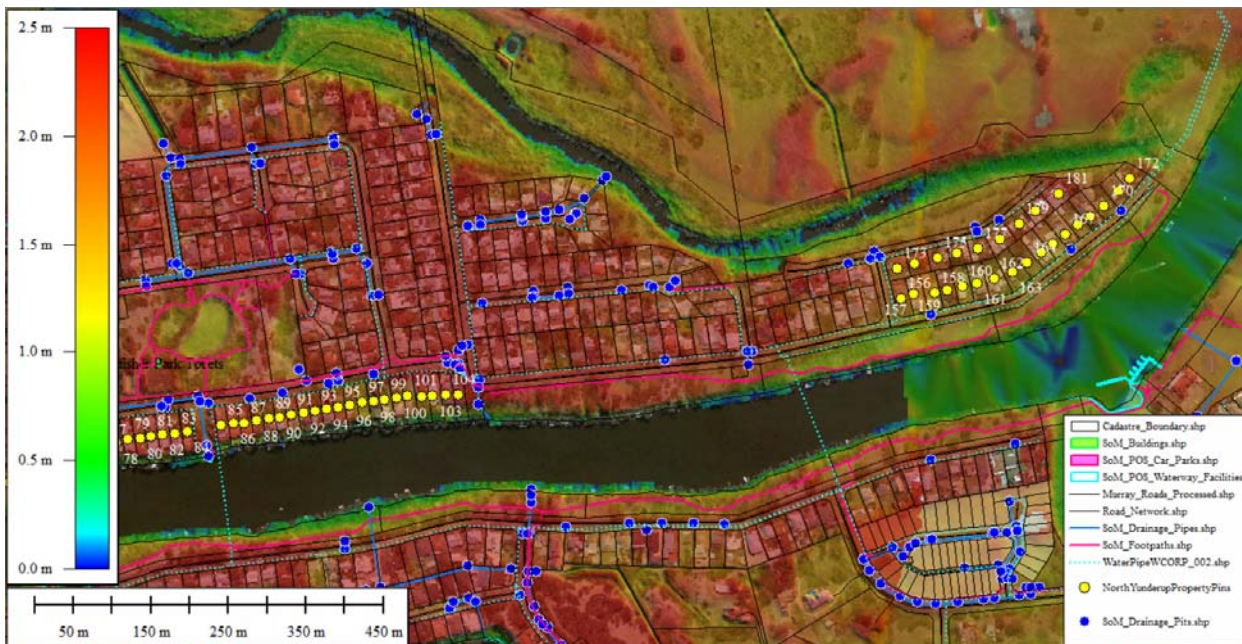 2.5 m
2.0 m
1.5 m
1.0 m
0.5 m
0.0 m
172
170
181
179
177
175
173
162
160
158
156
163
161
159
157
104
101
99
97
95
93
91
89
87
85
83
81
79
78
80
82
86
88
90
92
94
96
98
100
103
Park Toilets
Cadastre_Boundary.shp
SoM_Buildings.shp
SoM_POS_Car_Parks.shp
SoM_POS_Waterway_Facilities
Murray_Roads_Processed.shp
Road_Network.shp
SoM_Drainage_Pipes.shp
SoM_Footpaths.shp
WaterPipeWCORP_002.shp
NorthYunderupPropertyPins
SoM_Drainage_Pits.shp
50 m 150 m 250 m 350 m 450 m